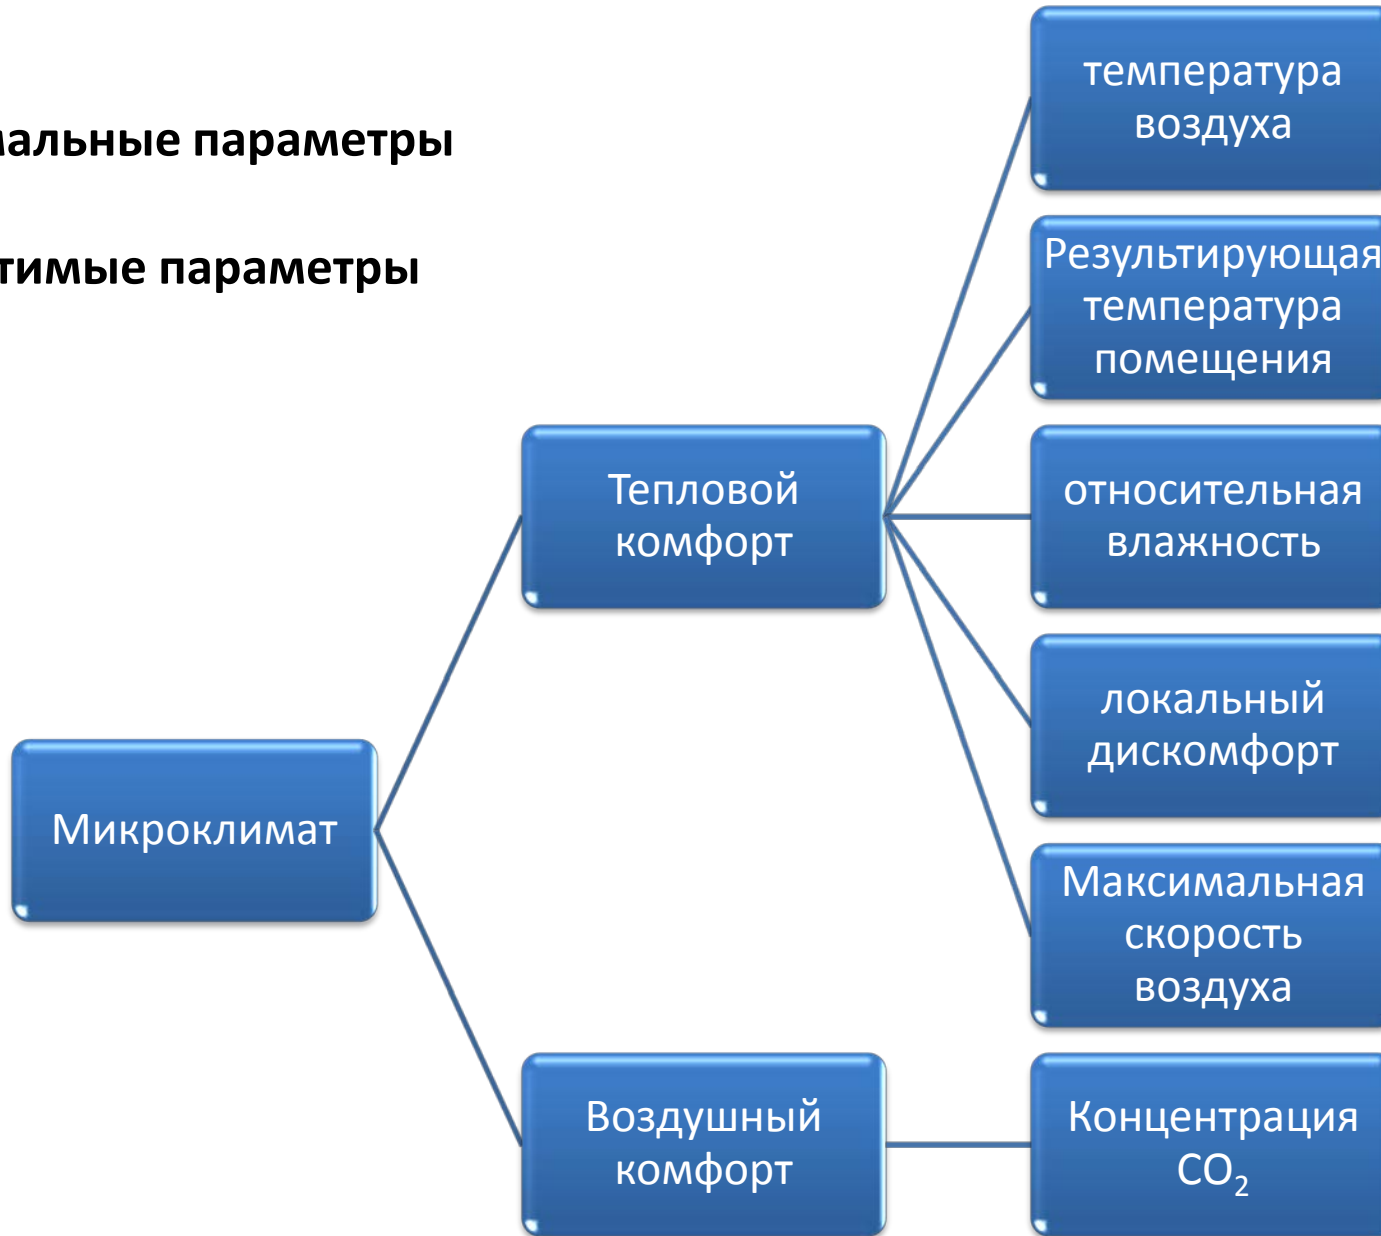 мальные параметры
тимые параметры
температура
воздуха
Результирующая
температура
помещения
Тепловой
комфорт
относительная
влажность
локальный
дискомфорт
Микроклимат
Максимальная
скорость
воздуха
Воздушный
комфорт
Концентрация
CO₂